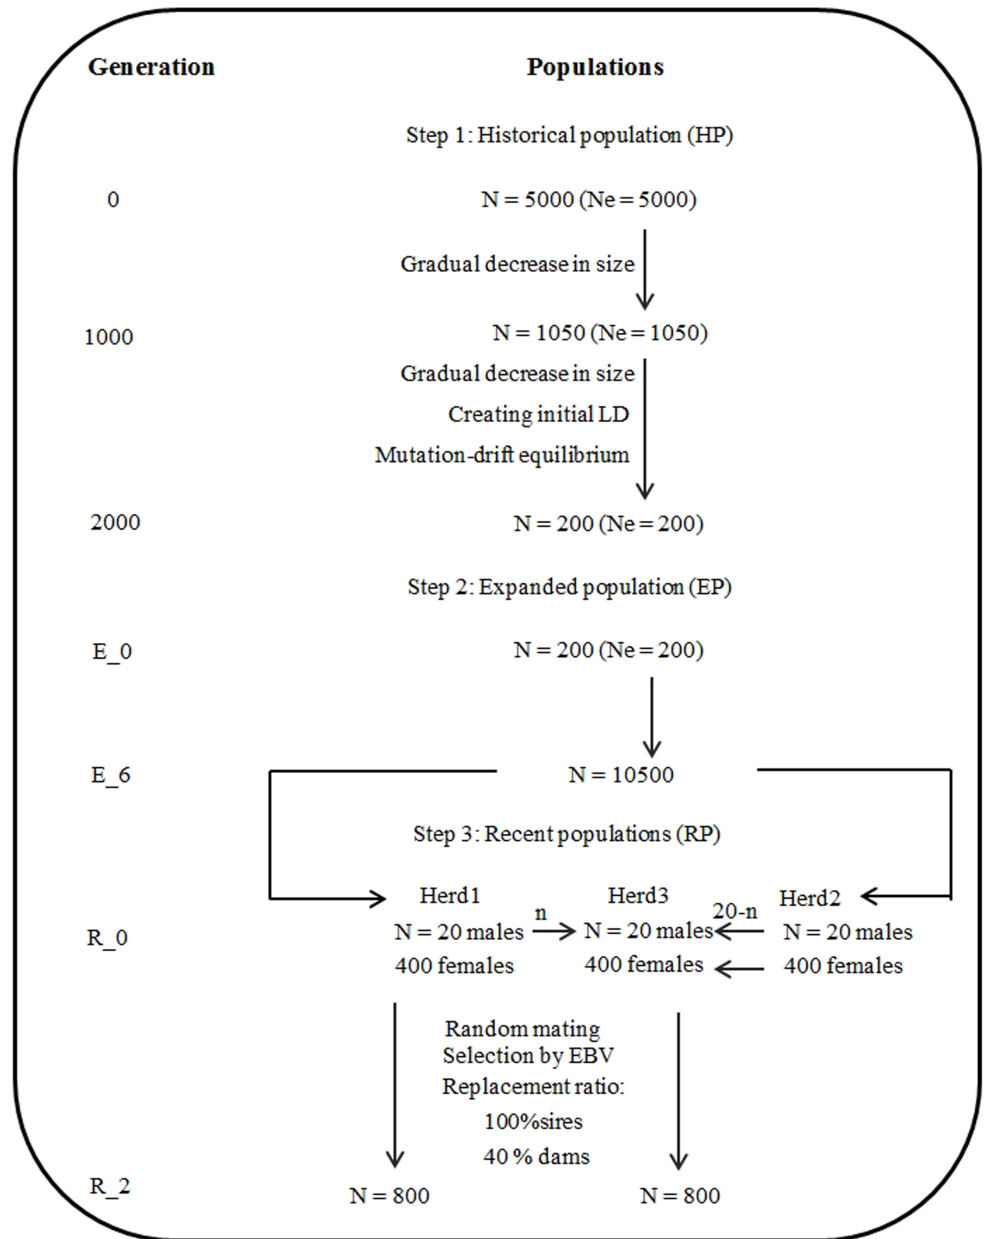 Generation Populations
Step 1: Historical population (HP)
0 N = 5000 (Ne = 5000)
Gradual decrease in size
1000 N = 1050 (Ne = 1050)
Gradual decrease in size
Creating initial LD
Mutation-drift equilibrium
2000 N = 200 (Ne = 200)
Step 2: Expanded population (EP)
E_0 N = 200 (Ne = 200)
E_6 N = 10500
Step 3: Recent populations (RP)
Herd1 Herd3 Herd2
n 20-n
R_0 N = 20 males N = 20 males N = 20 males
400 females 400 females 400 females
Random mating
Selection by EBV
Replacement ratio:
100%sires
40 % dams
R_2 N = 800 N = 800